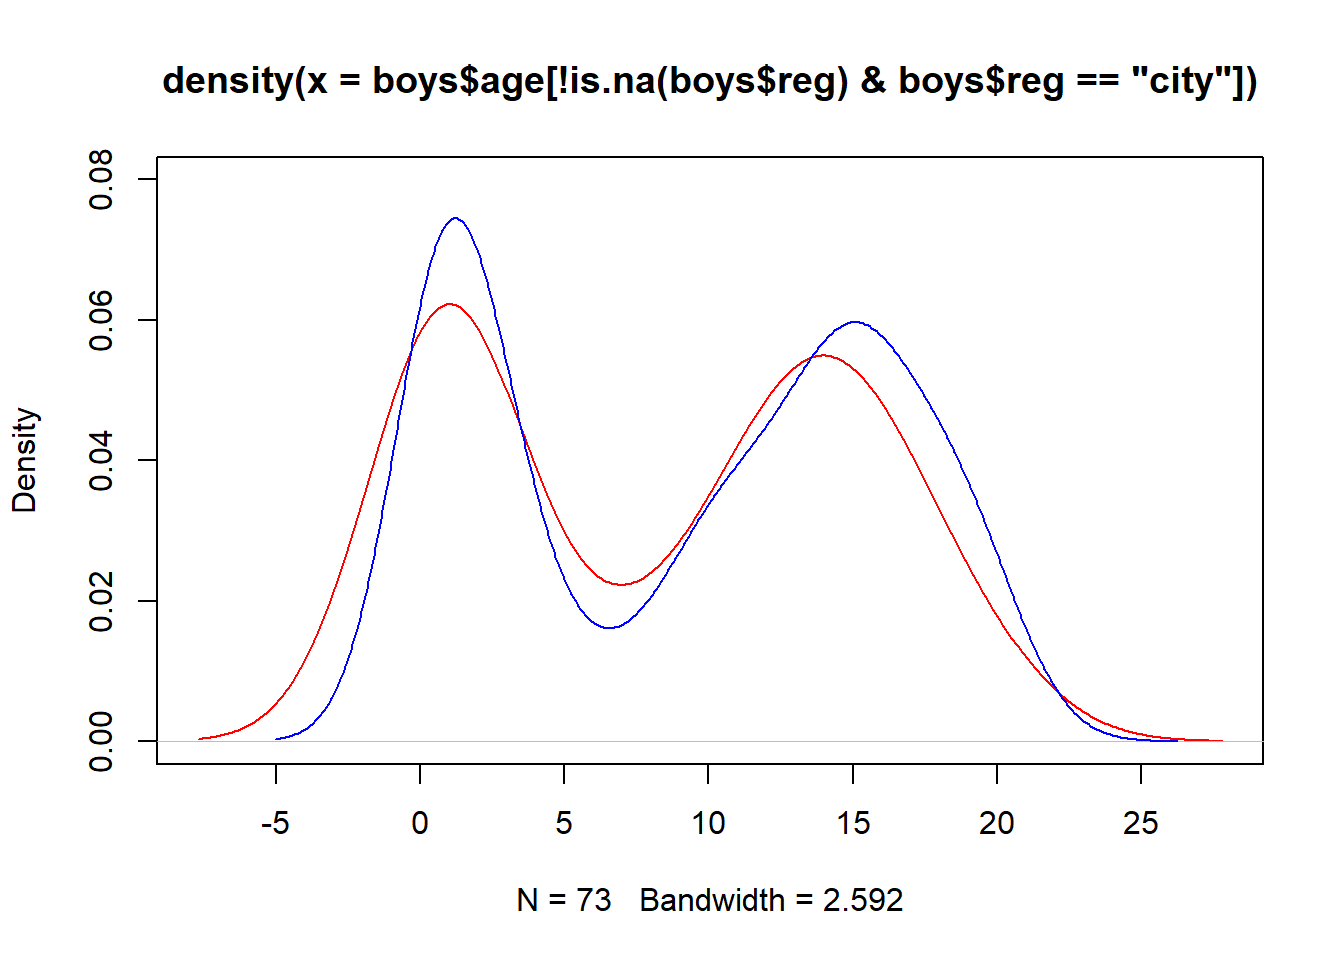 density(x = boys$age[!is.na(boys$reg) & boys$reg == "city"])
Density
0.08
0.06
0.04
0.02
0.00
-5 0 5 10 15 20 25
N = 73 Bandwidth = 2.592